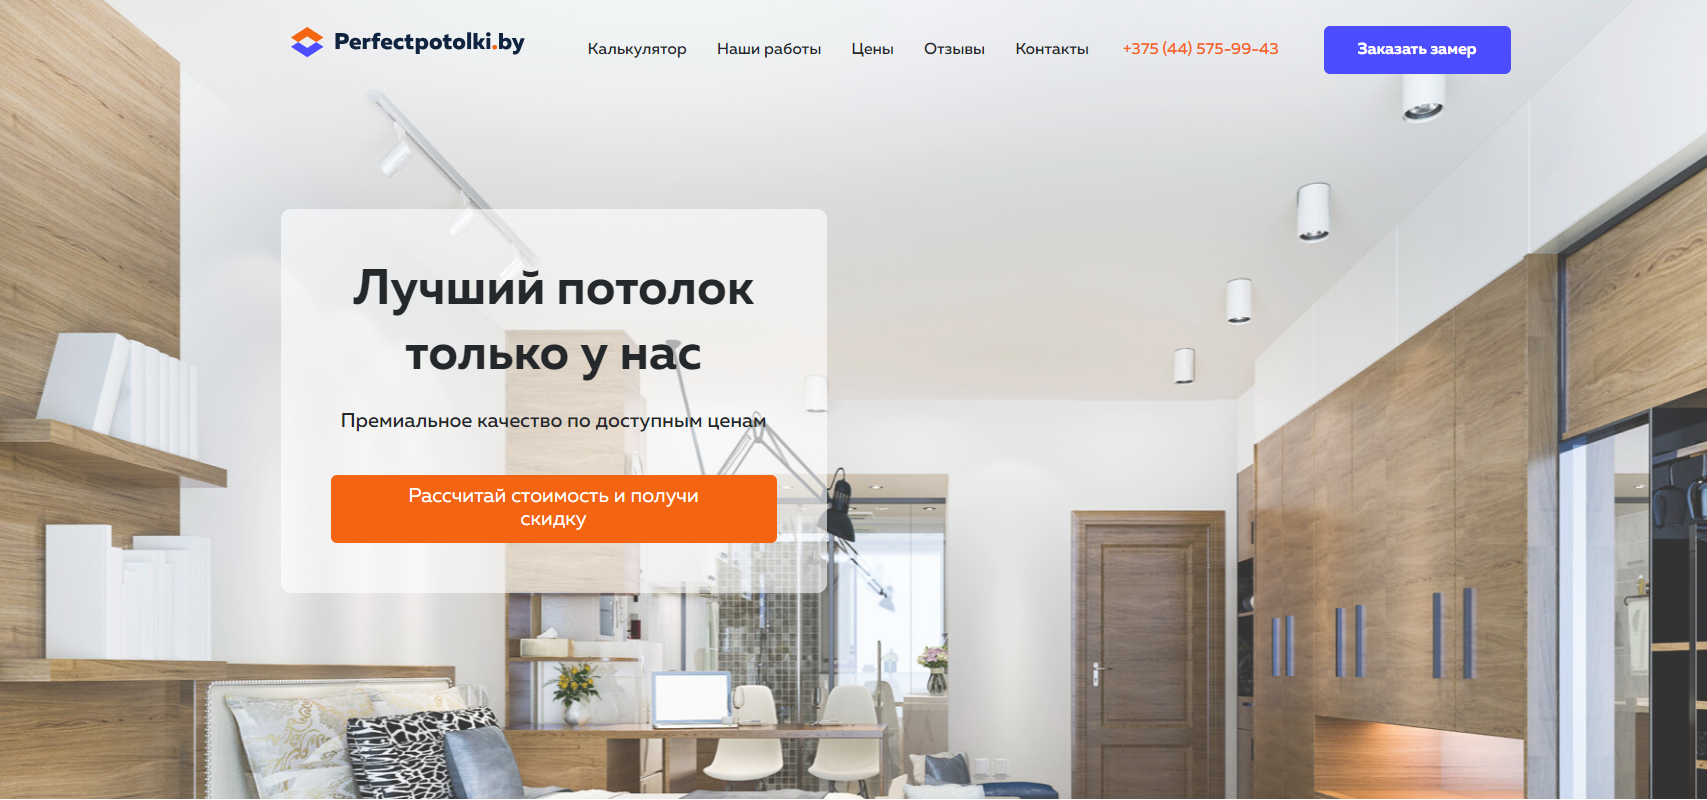 Perfectpotolki.by
Калькулятор
Наши работы
Цены
Отзывы
Контакты
+375 (44) 575-99-43
Заказать замер
Лучший потолок
только у нас
Премиальное качество по доступным ценам
Рассчитай стоимость и получи
скидку